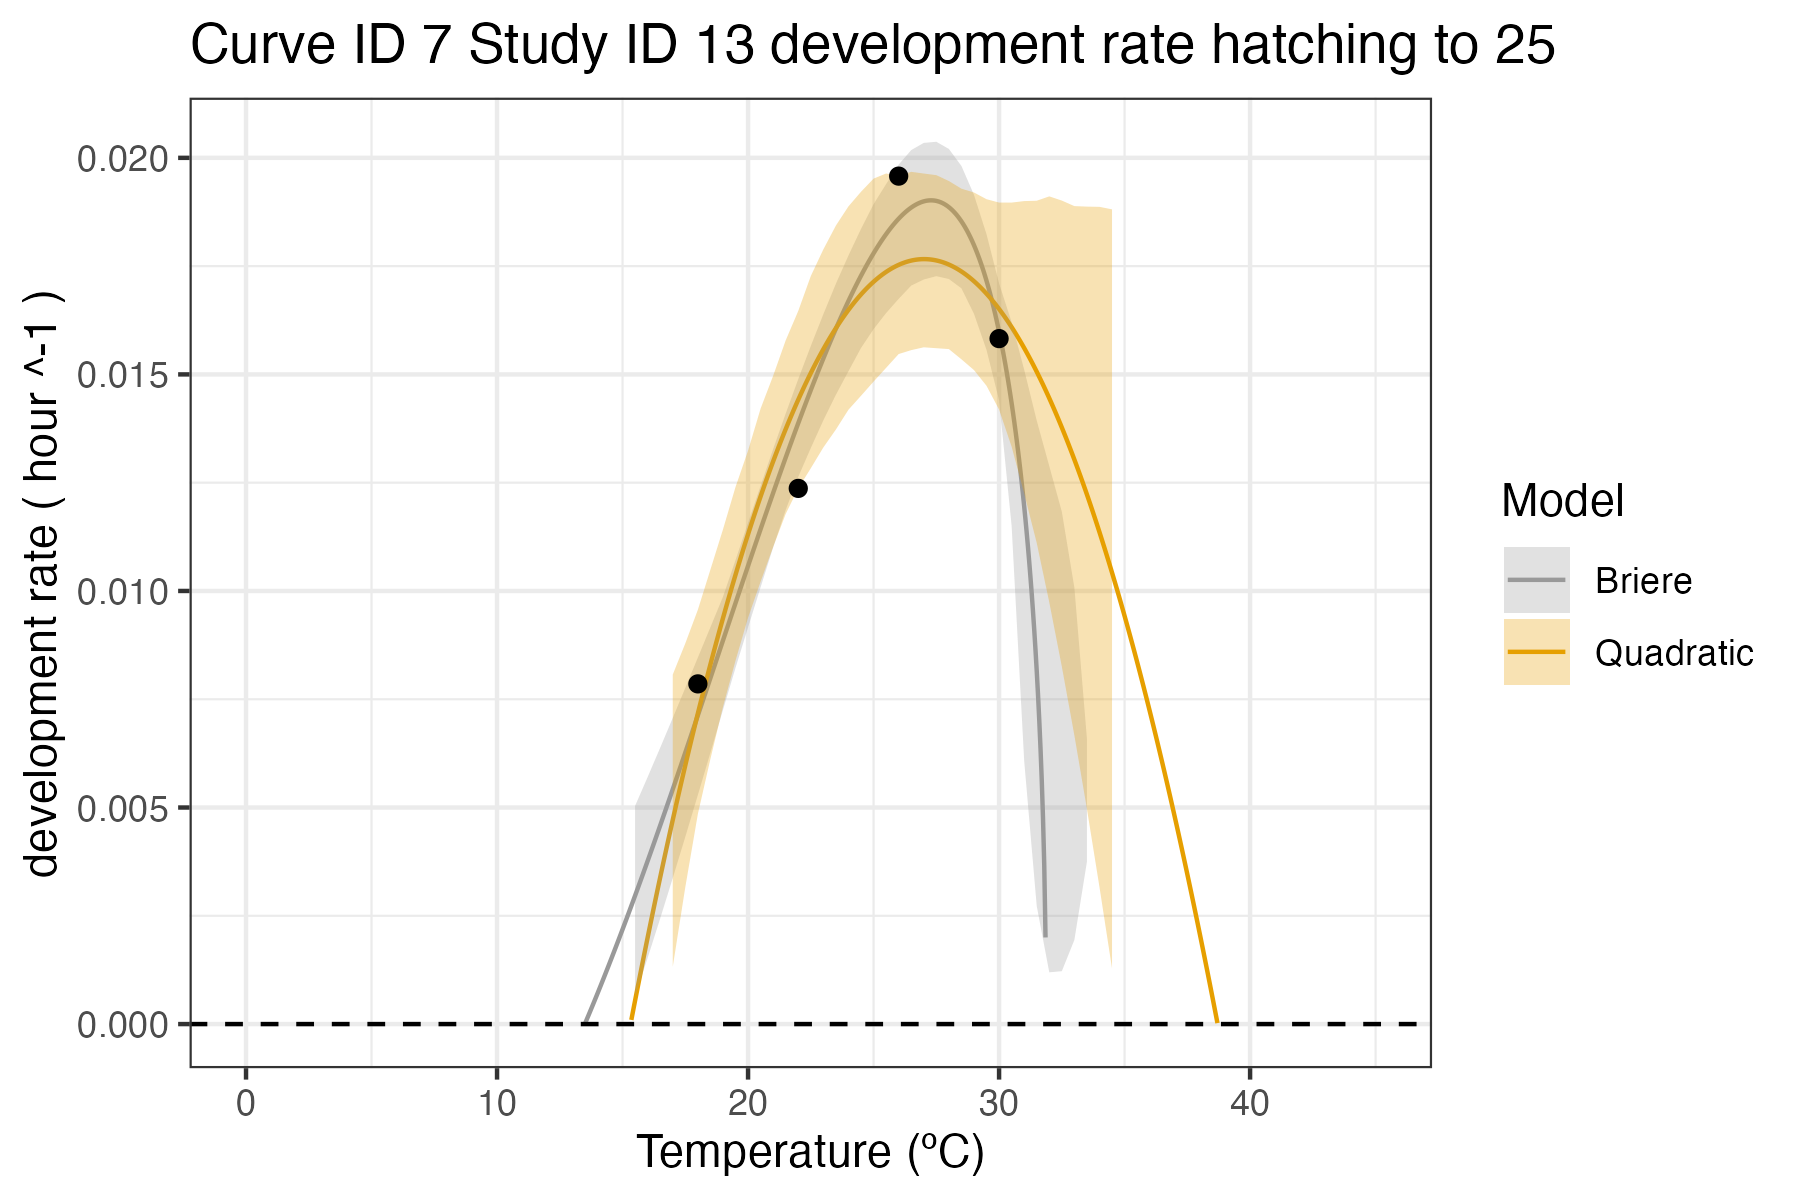 Curve ID 7 Study ID 13 development rate hatching to 25
development rate ( hour ^-1 )
0.020
0.015
0.010
0.005
0.000
0
10
20
30
40
Temperature (ºC)
Model
Briere
Quadratic